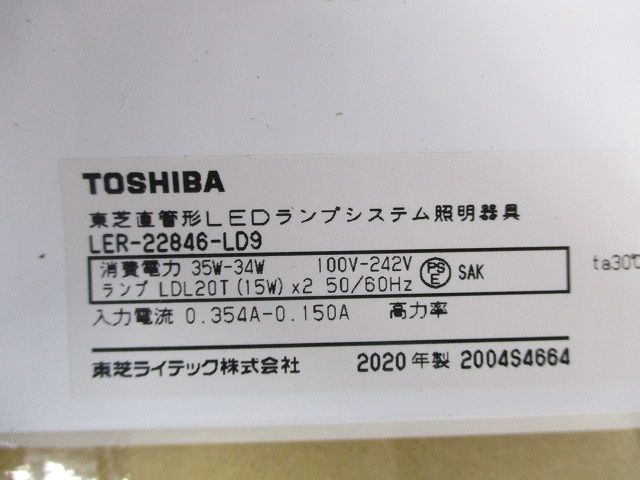 TOSHIBA
東芝直管形LEDランプシステム照明器具
LER-22846-LD9
消費電力 35W-34W 100V-242V PSE SAK ta30℃
ランプ LDL20T (15W) x2 50/60Hz
入力電流 0.354A-0.150A 高力率
東芝ライテック株式会社 2020年製 2004S4664